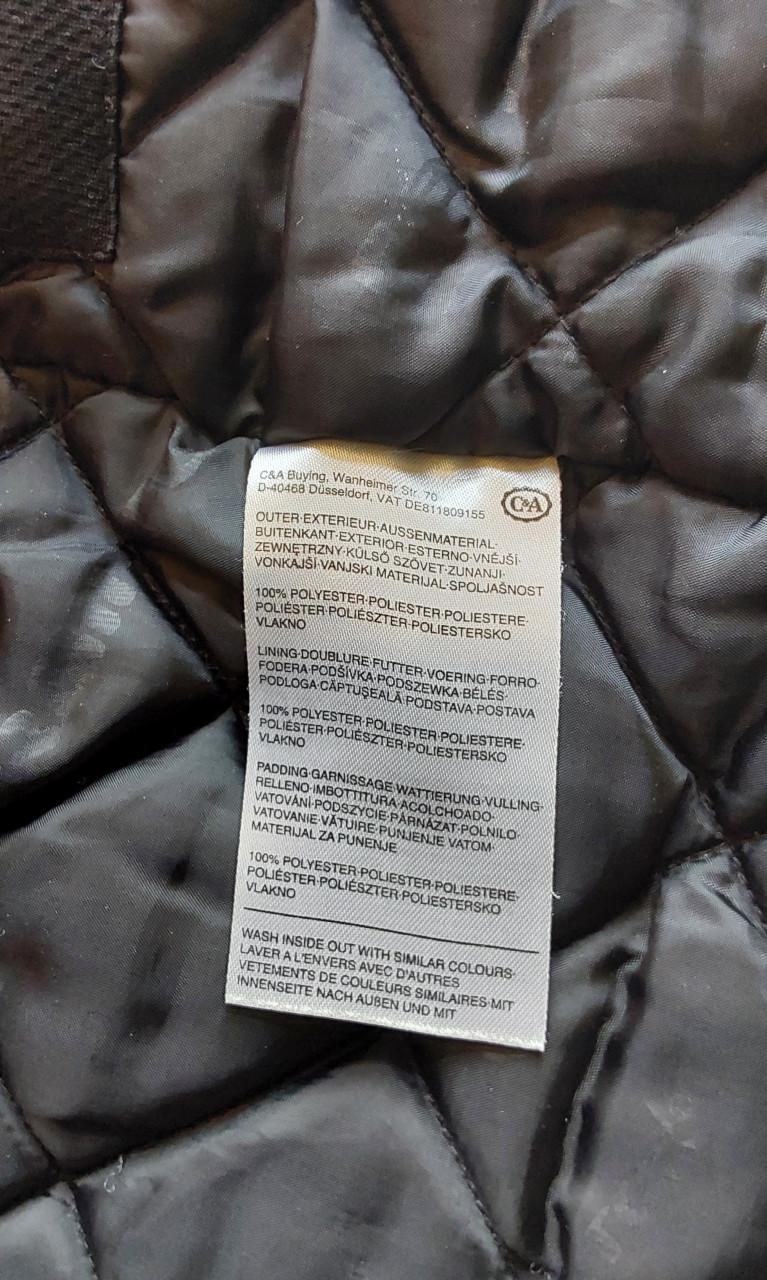 C&A Buying, Wanheimer Str. 70
D-40468 Düsseldorf, VAT DE811809155
C&A
OUTER·EXTERIEUR·AUSSENMATERIAL·
BUITENKANT·EXTERIOR·ESTERNO·VNĚJŠÍ·
ZEWNĘTRZNY·KÜLSŐ SZÖVET·ZUNANJI·
VONKAJŠÍ·VANJSKI MATERIJAL·SPOLJAŠNOST
100% POLYESTER·POLIESTER·POLIESTERE·
POLIÉSTER·POLIÉSZTER·POLIESTERSKO
VLAKNO
LINING·DOUBLURE·FUTTER·VOERING·FORRO·
FODERA·PODŠÍVKA·PODSZEWKA·BÉLÉS·
PODLOGA·CĂPTUŞEALĂ·PODSTAVA·POSTAVA
100% POLYESTER·POLIESTER·POLIESTERE·
POLIÉSTER·POLIÉSZTER·POLIESTERSKO
VLAKNO
PADDING·GARNISSAGE·WATTIERUNG·VULLING·
RELLENO·IMBOTTITURA·ACOLCHOADO·
VATOVÁNÍ·PODSZYCIE·PÁRNÁZAT·POLNILO·
VATOVANIE·VĂTUIRE·PUNJENJE VATOM·
MATERIJAL ZA PUNENJE
100% POLYESTER·POLIESTER·POLIESTERE·
POLIÉSTER·POLIÉSZTER·POLIESTERSKO
VLAKNO
WASH INSIDE OUT WITH SIMILAR COLOURS·
LAVER A L'ENVERS AVEC D'AUTRES
VETEMENTS DE COULEURS SIMILAIRES·MIT
INNENSEITE NACH AUßEN UND MIT